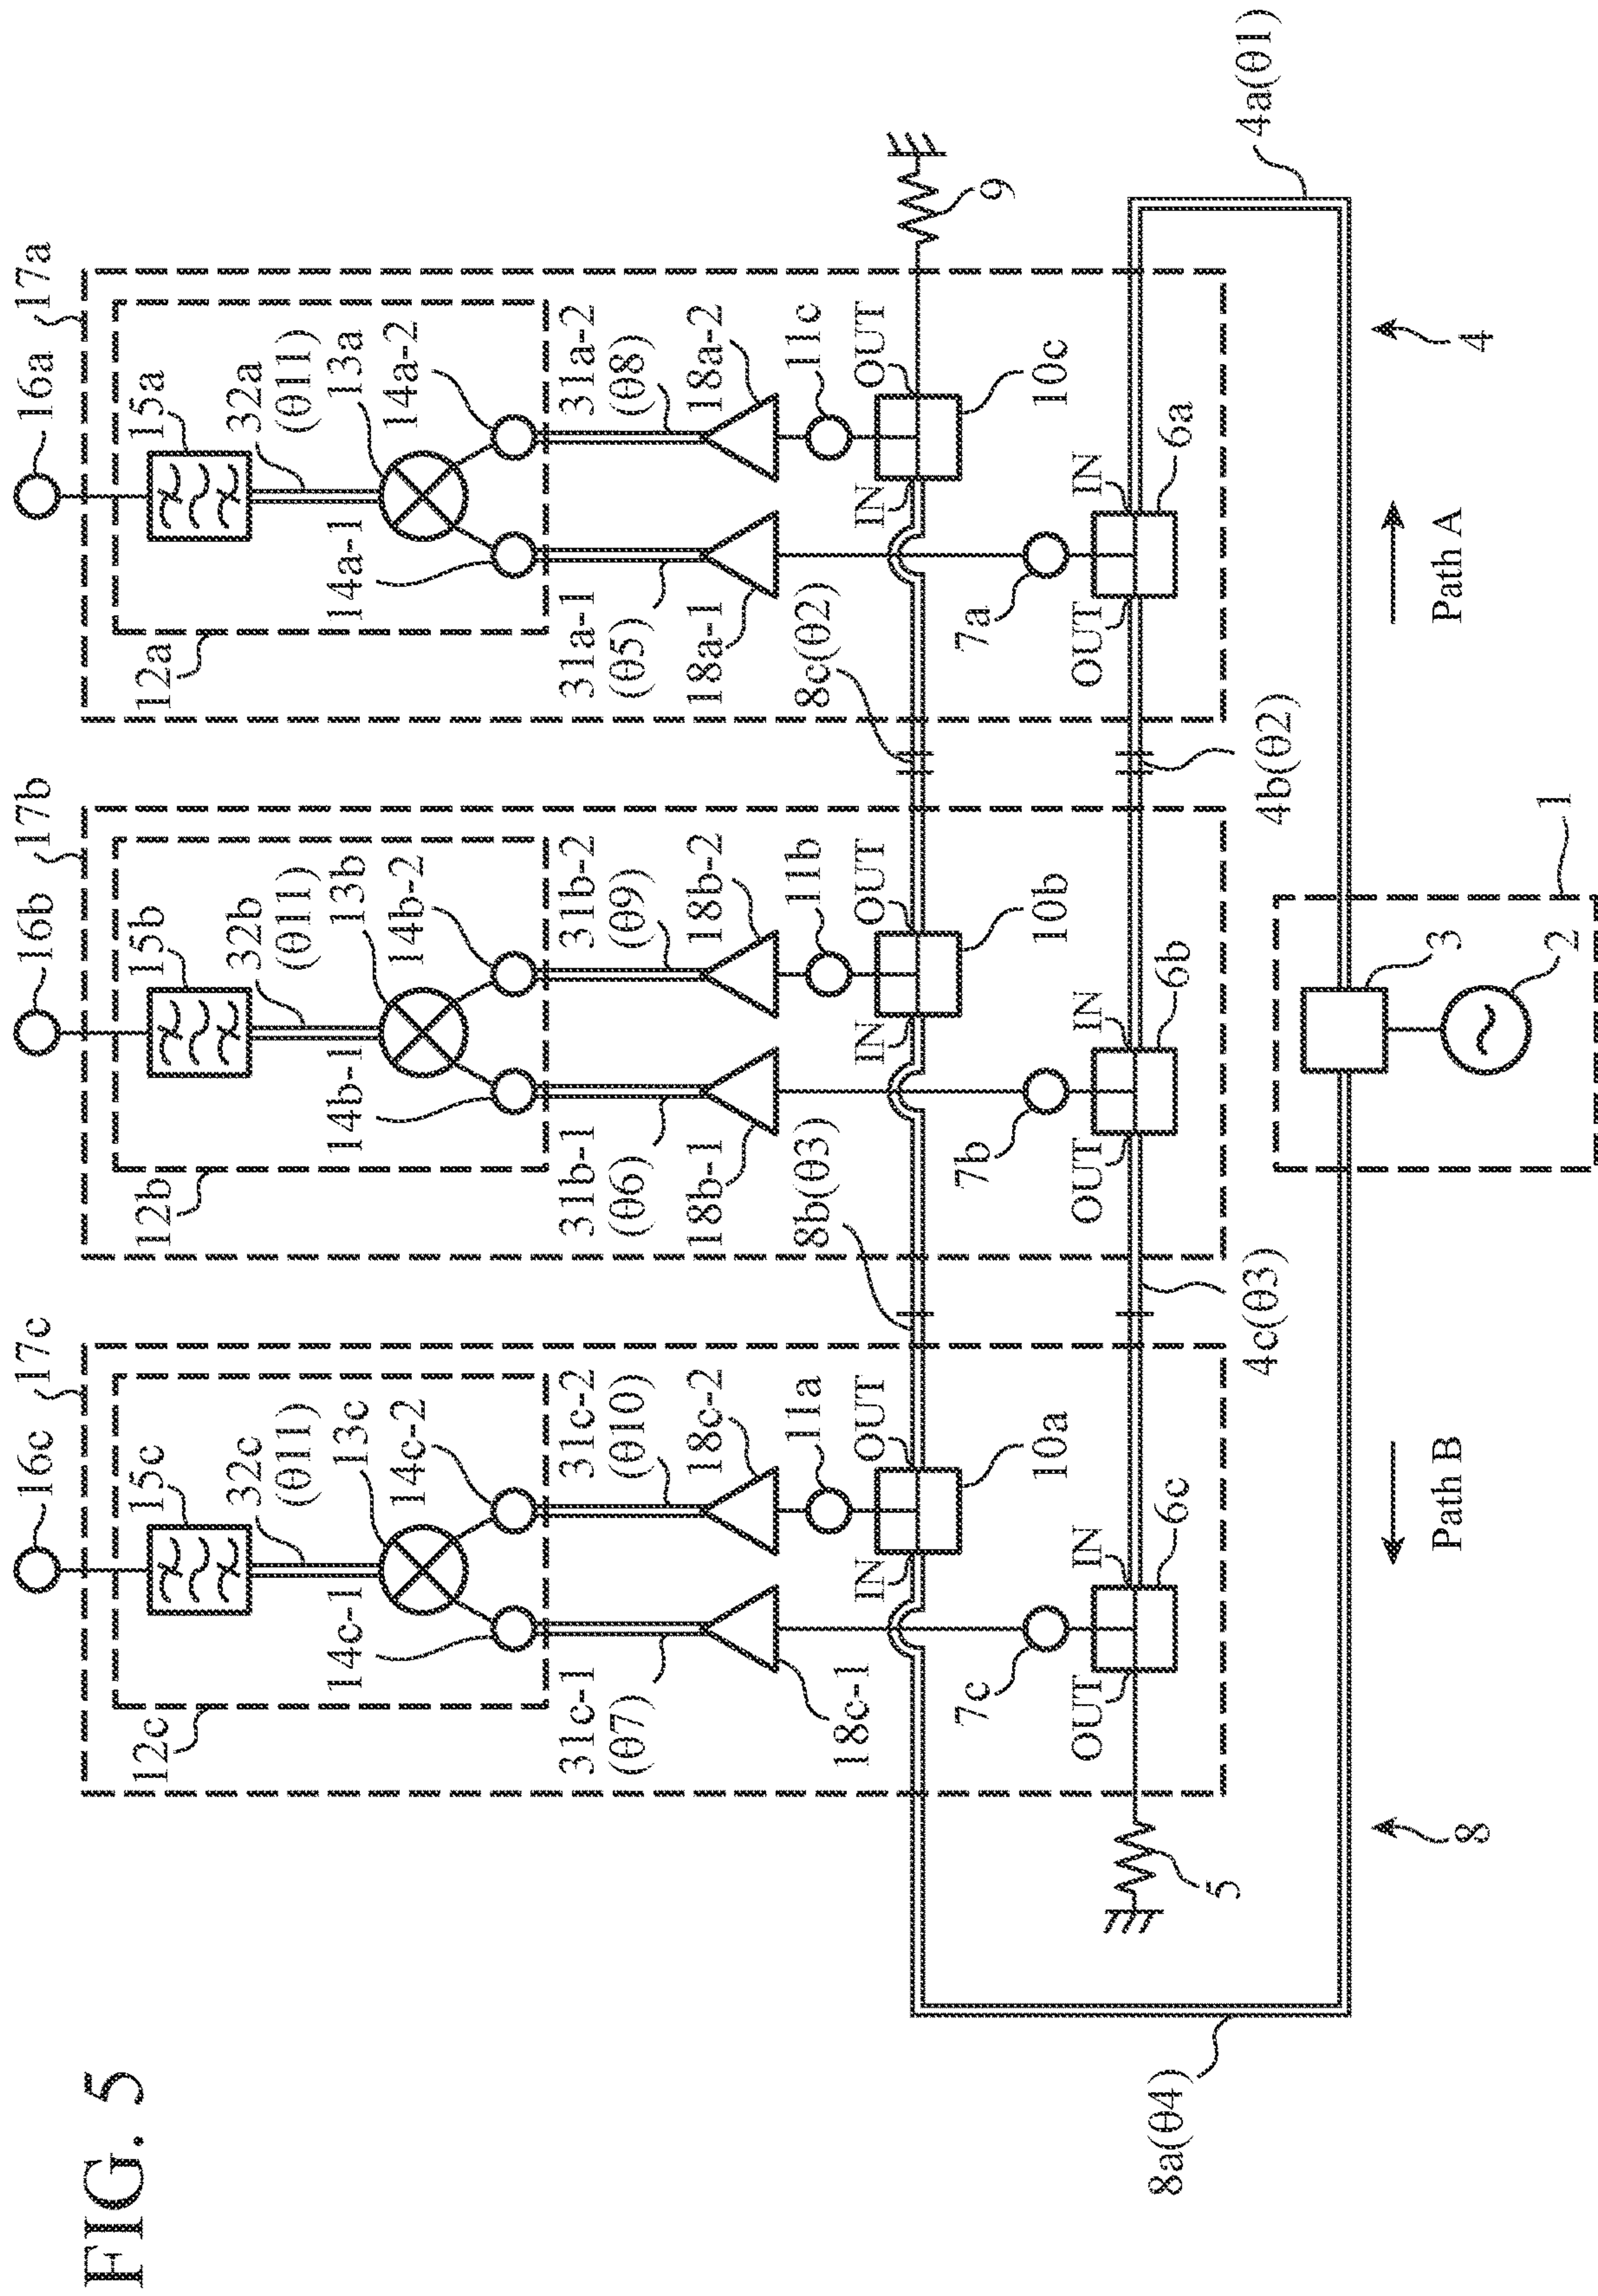 FIG. 5
16c
17c
16b
17b
16a
17a
12c
15c
12b
15b
12a
15a
32c
(θ11)
32b
(θ11)
32a
(θ11)
14c-1
13c
14b-1
13b
14a-1
13a
14c-2
14b-2
14a-2
31c-1
(θ7)
31c-2
(θ10)
31b-1
(θ6)
31b-2
(θ9)
31a-1
(θ5)
31a-2
(θ8)
18c-1
18c-2
18b-1
18b-2
18a-1
18a-2
11a
8b(θ3)
11b
8c(θ2)
11c
IN
OUT
IN
OUT
IN
OUT
9
7c
10a
7b
10b
7a
10c
OUT
IN
OUT
IN
OUT
IN
8a(θ4)
5
6c
6b
6a
4c(θ3)
4b(θ2)
4a(θ1)
8
Path B
3
2
1
Path A
4